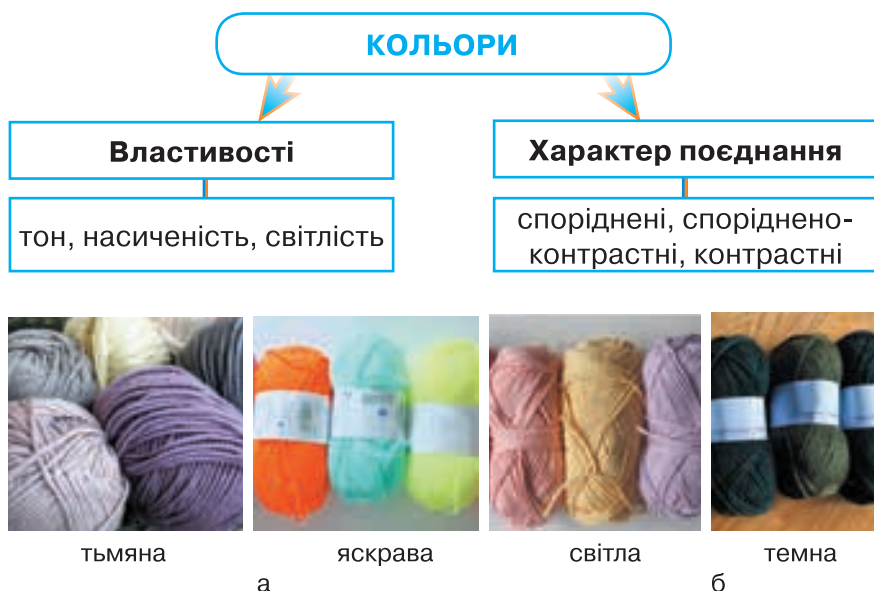 КОЛЬОРИ
Властивості
Характер поєднання
тон, насиченість, світлість
споріднені, споріднено-
контрастні, контрастні
тьмяна
яскрава
світла
темна
а
б